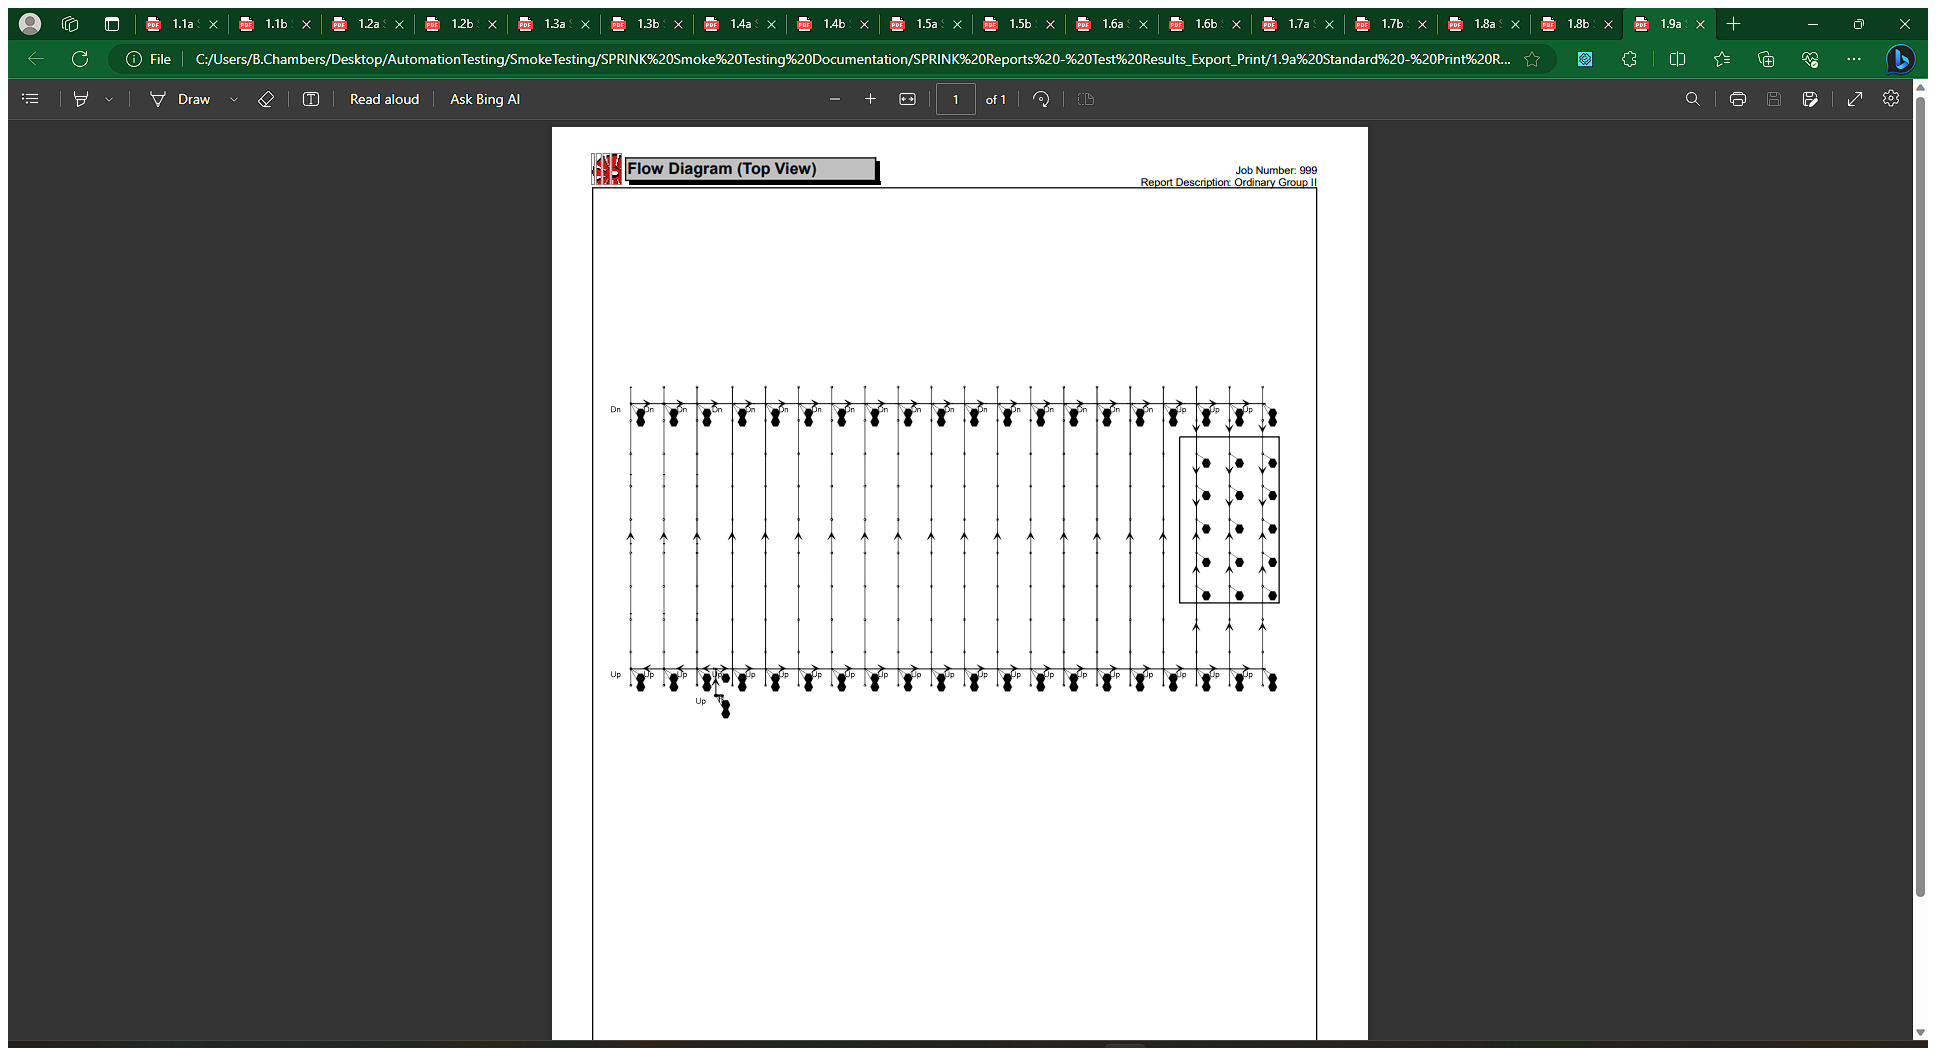 1.1a 1.1b 1.2a 1.2b 1.3a 1.3b 1.4a 1.4b 1.5a 1.5b 1.6a 1.6b 1.7a 1.7b 1.8a 1.8b 1.9a
File C:/Users/B.Chambers/Desktop/AutomationTesting/SmokeTesting/SPRINK%20Smoke%20Testing%20Documentation/SPRINK%20Reports%20-%20Test%20Results_Export_Print/1.9a%20Standard%20-%20Print%20R...
Draw Read aloud Ask Bing AI 1 of 1
Flow Diagram (Top View)
Job Number: 999
Report Description: Ordinary Group II
Dn Dn Dn Dn Dn Dn Dn Dn Dn Dn Dn Dn Dn Dn Dn Dn Dn Up Up Up
Up Up Up Up Up Up Up Up Up Up Up Up Up Up Up Up Up Up Up Up
Up